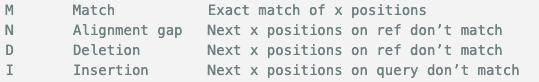 M Match Exact match of x positions
N Alignment gap Next x positions on ref don't match
D Deletion Next x positions on ref don't match
I Insertion Next x positions on query don't match